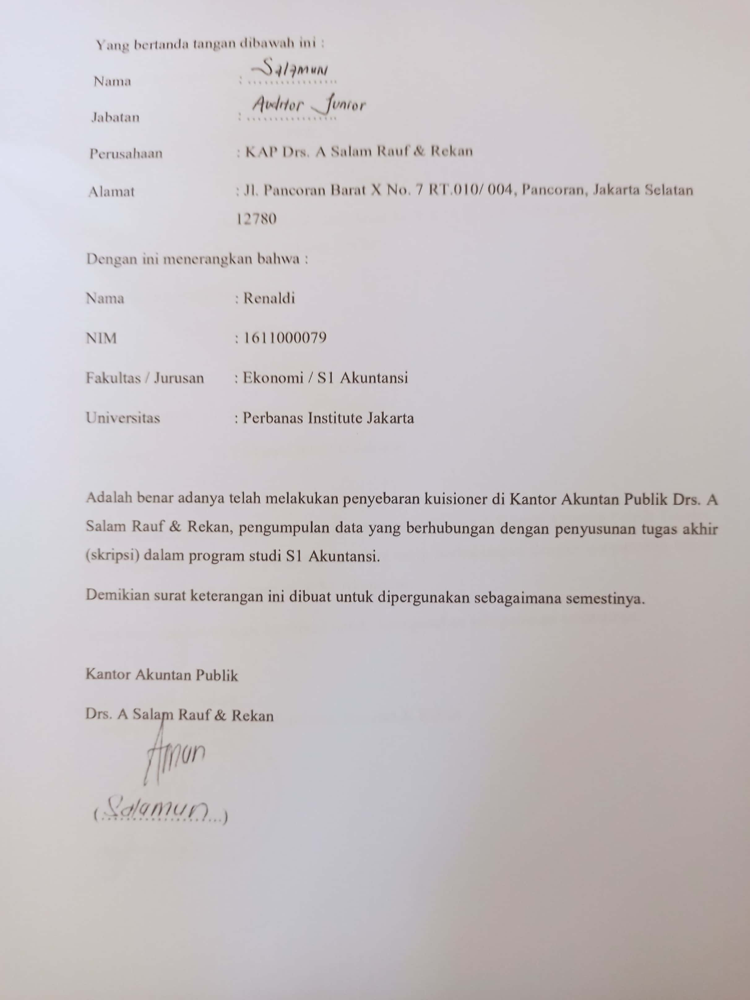 Yang bertanda tangan dibawah ini :
Nama : Salamun
Jabatan : Auditor Junior
Perusahaan : KAP Drs. A Salam Rauf & Rekan
Alamat : Jl. Pancoran Barat X No. 7 RT.010/ 004, Pancoran, Jakarta Selatan
12780
Dengan ini menerangkan bahwa :
Nama : Renaldi
NIM : 1611000079
Fakultas / Jurusan : Ekonomi / S1 Akuntansi
Universitas : Perbanas Institute Jakarta
Adalah benar adanya telah melakukan penyebaran kuisioner di Kantor Akuntan Publik Drs. A
Salam Rauf & Rekan, pengumpulan data yang berhubungan dengan penyusunan tugas akhir
(skripsi) dalam program studi S1 Akuntansi.
Demikian surat keterangan ini dibuat untuk dipergunakan sebagaimana semestinya.
Kantor Akuntan Publik
Drs. A Salam Rauf & Rekan
Amun
(Salamun)